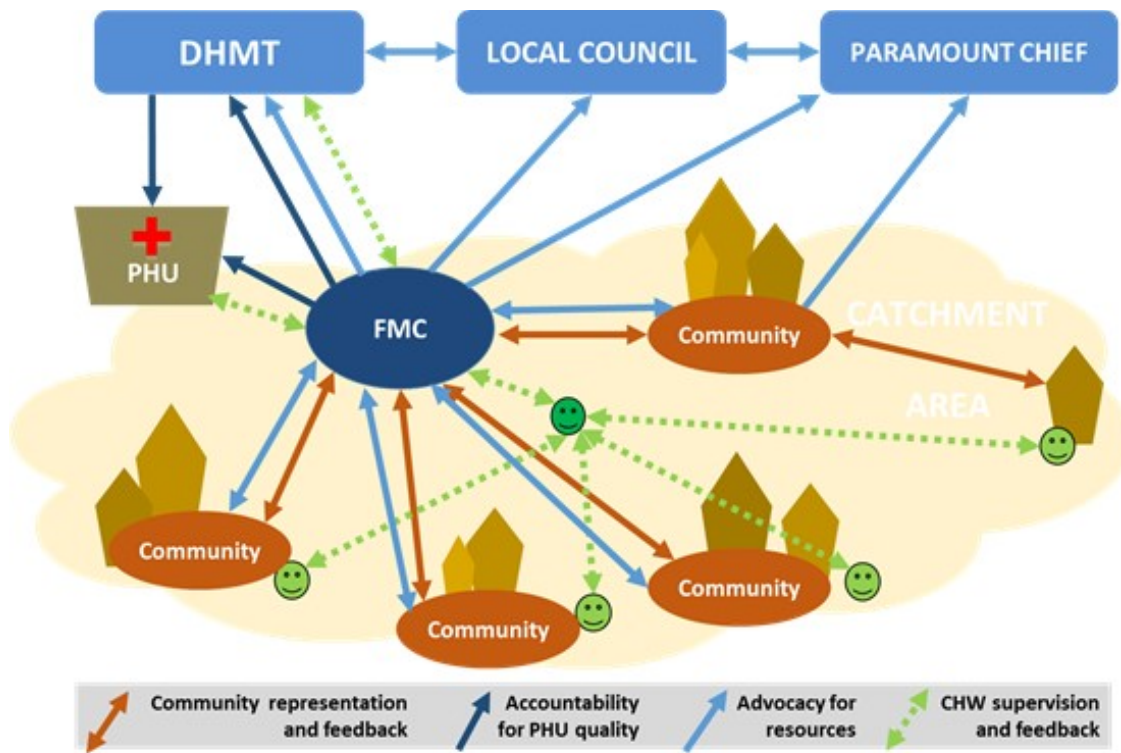 DHMT
LOCAL COUNCIL
PARAMOUNT CHIEF
PHU
FMC
Community
CATCHMENT
AREA
Community
Community
Community
Community representation
and feedback
Accountability
for PHU quality
Advocacy for
resources
CHW supervision
and feedback